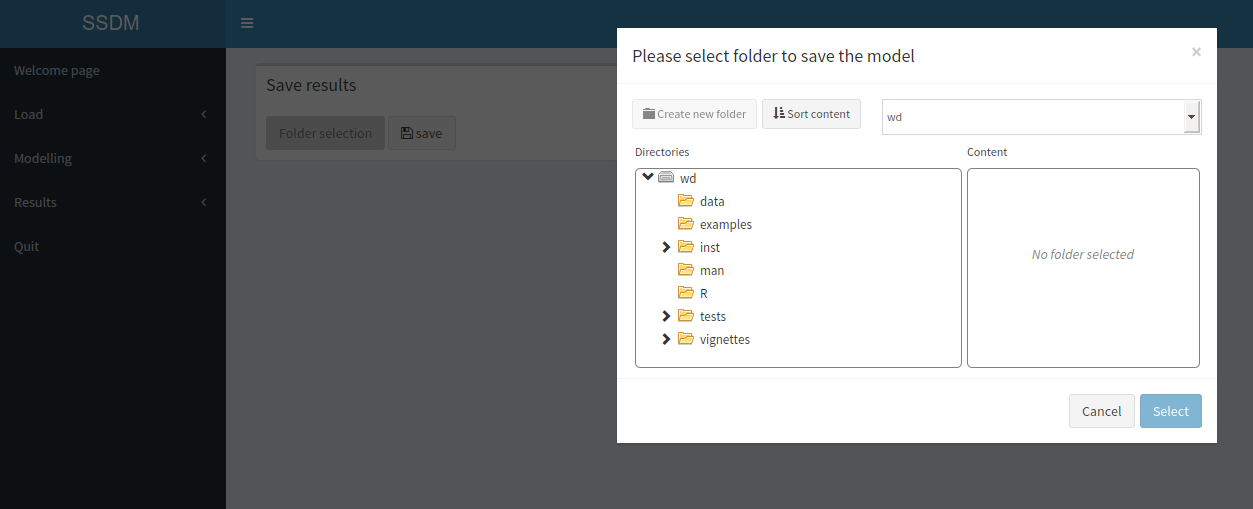 SSDM
Welcome page
Load
Modelling
Results
Quit
Save results
Folder selection
save
Please select folder to save the model
×
Create new folder
Sort content
wd
Directories
Content
wd
data
examples
inst
man
R
tests
vignettes
No folder selected
Cancel
Select